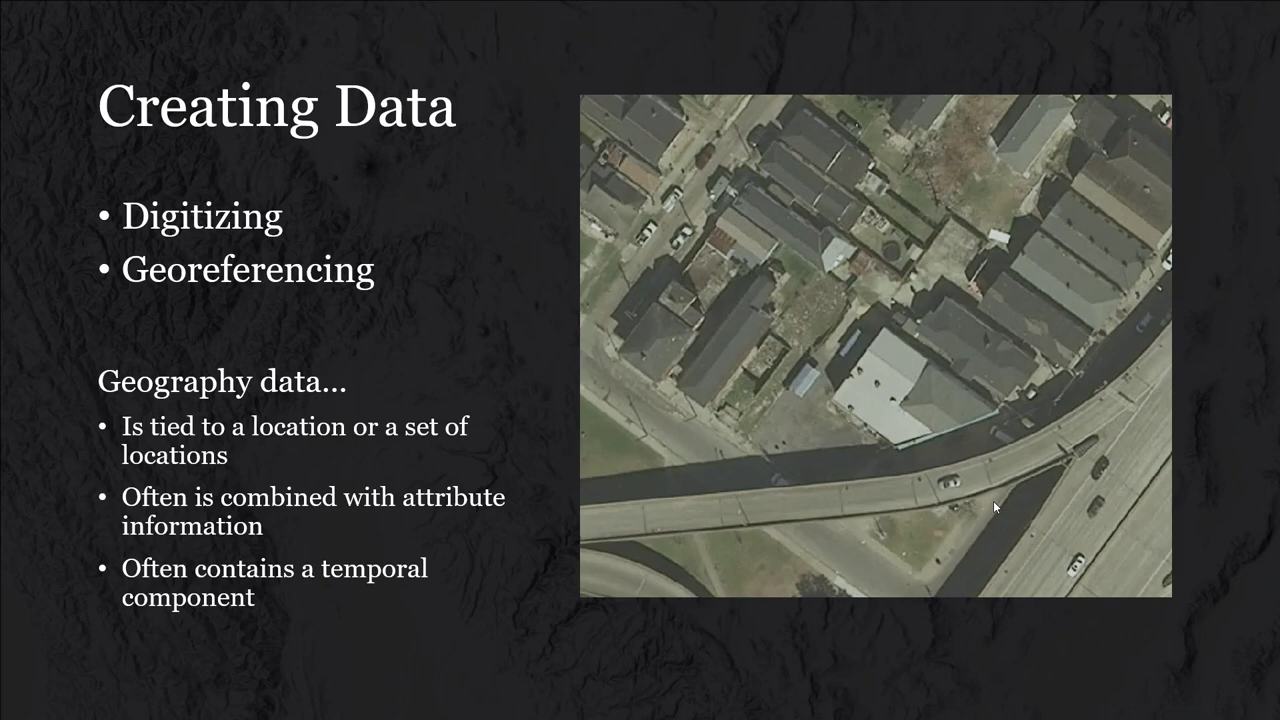 Creating Data
• Digitizing
• Georeferencing
Geography data…
• Is tied to a location or a set of
locations
• Often is combined with attribute
information
• Often contains a temporal
component